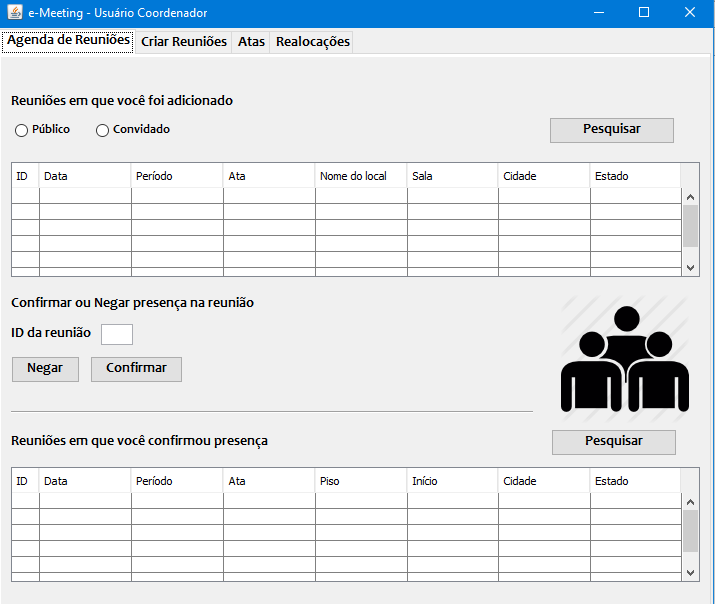 e-Meeting - Usuário Coordenador
Agenda de Reuniões Criar Reuniões Atas Realocações
Reuniões em que você foi adicionado
Público Convidado Pesquisar
ID Data Período Ata Nome do local Sala Cidade Estado
Confirmar ou Negar presença na reunião
ID da reunião
Negar Confirmar
Reuniões em que você confirmou presença Pesquisar
ID Data Período Ata Piso Início Cidade Estado